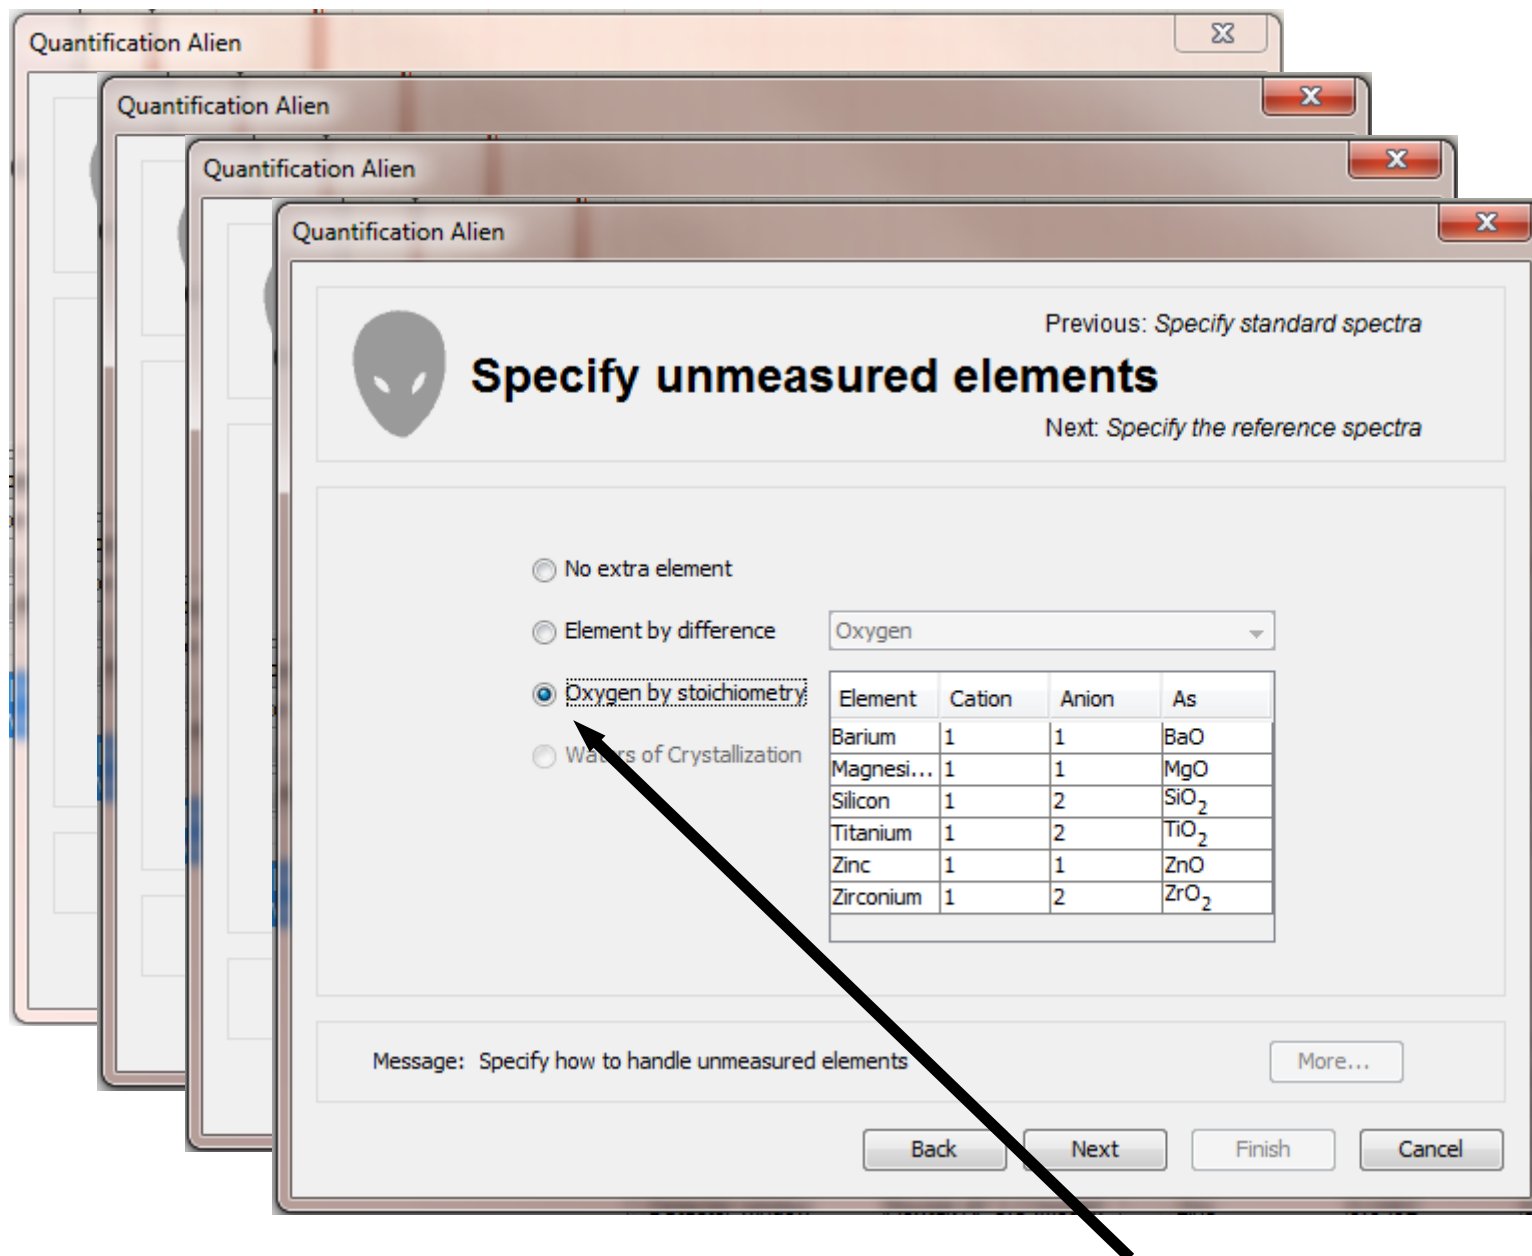 Quantification Alien
Quantification Alien
Quantification Alien
Quantification Alien
Previous: Specify standard spectra
Specify unmeasured elements
Next: Specify the reference spectra
No extra element
Element by difference Oxygen
Oxygen by stoichiometry
Waters of Crystallization
Element Cation Anion As
Barium 1 1 BaO
Magnesi... 1 1 MgO
Silicon 1 2 SiO₂
Titanium 1 2 TiO₂
Zinc 1 1 ZnO
Zirconium 1 2 ZrO₂
Message: Specify how to handle unmeasured elements More...
Back Next Finish Cancel